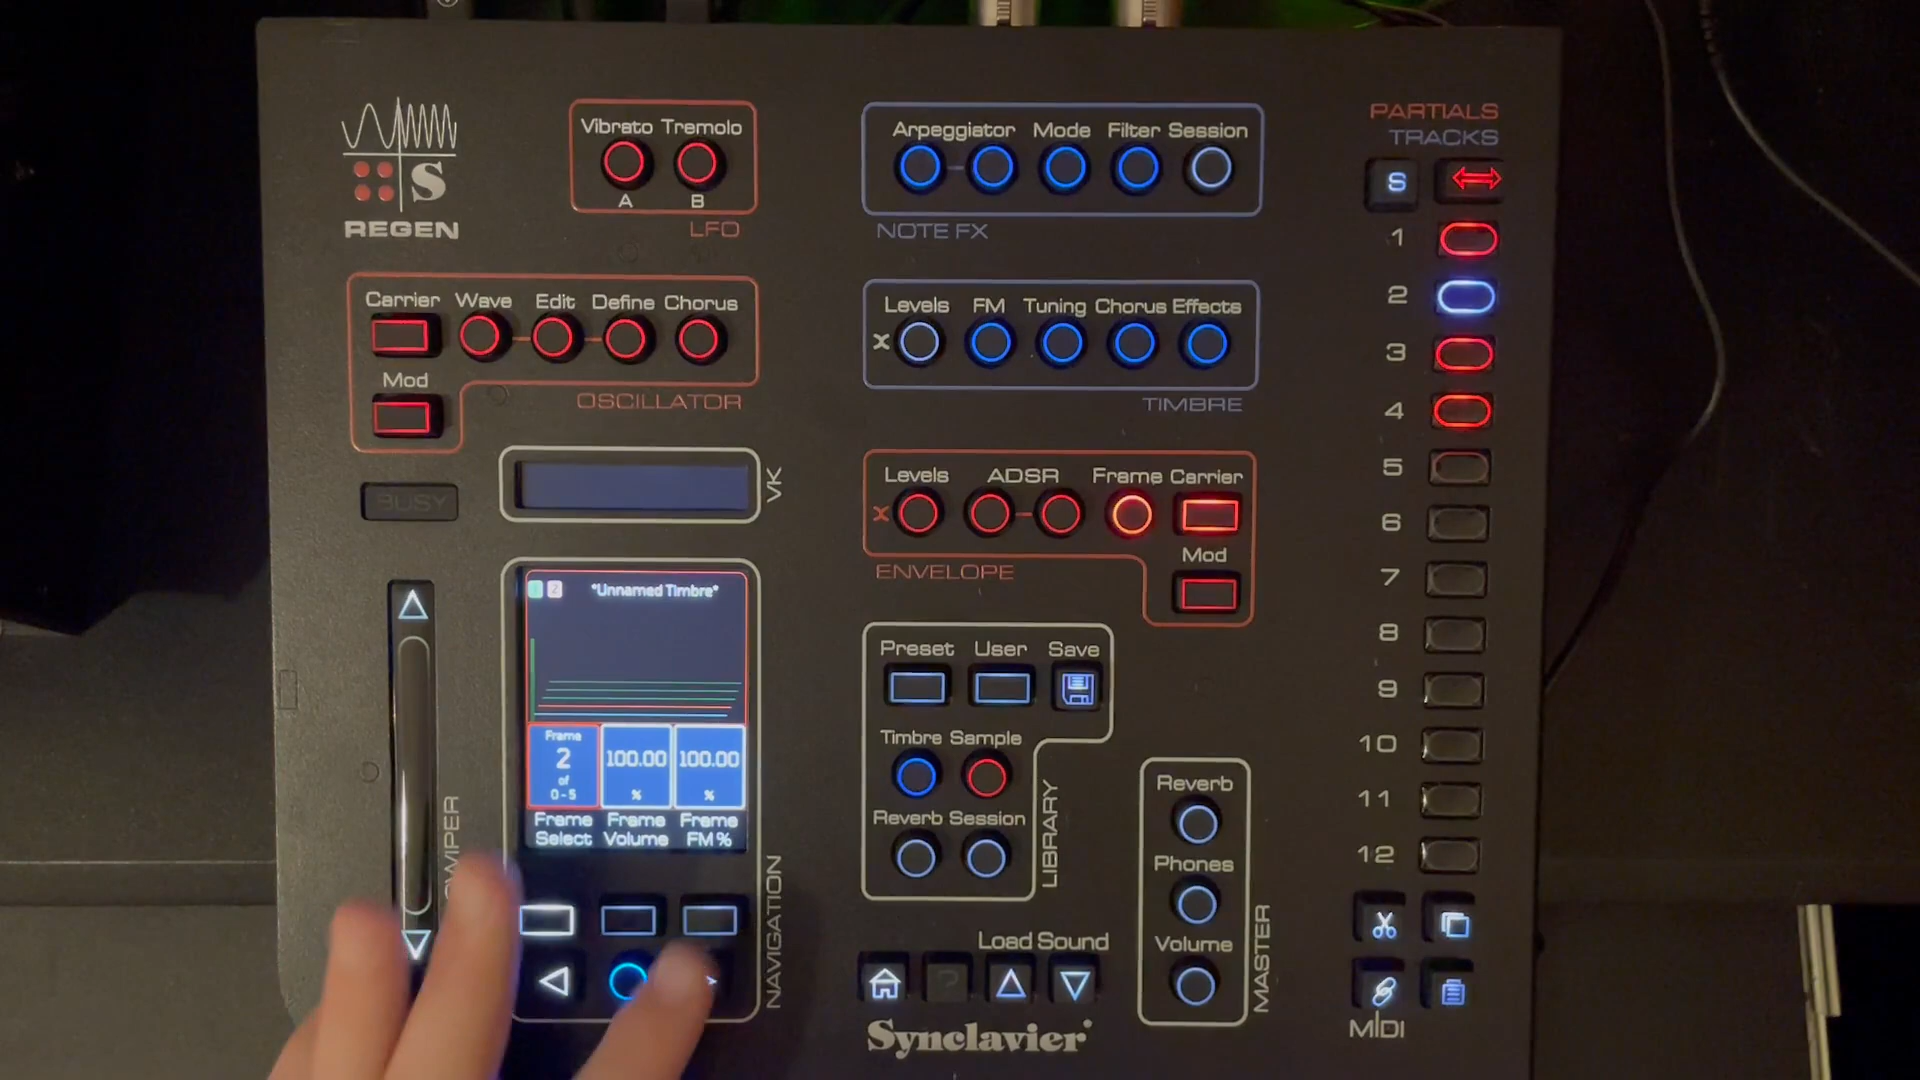 S
REGEN
Vibrato Tremolo
A B
LFO
Carrier Wave Edit Define Chorus
Mod
OSCILLATOR
BUSY
VK
1 2 *Unnamed Timbre*
Frame
2
of
0-5
100.00
%
100.00
%
Frame Select
Frame Volume
Frame FM %
NAVIGATION
Arpeggiator Mode Filter Session
NOTE FX
Levels FM Tuning Chorus Effects
x
TIMBRE
Levels ADSR Frame Carrier
x
Mod
ENVELOPE
Preset User Save
Timbre Sample
Reverb Session
LIBRARY
Load Sound
Synclavier
Reverb
Phones
Volume
MASTER
PARTIALS
TRACKS
S
1
2
3
4
5
6
7
8
9
10
11
12
MIDI